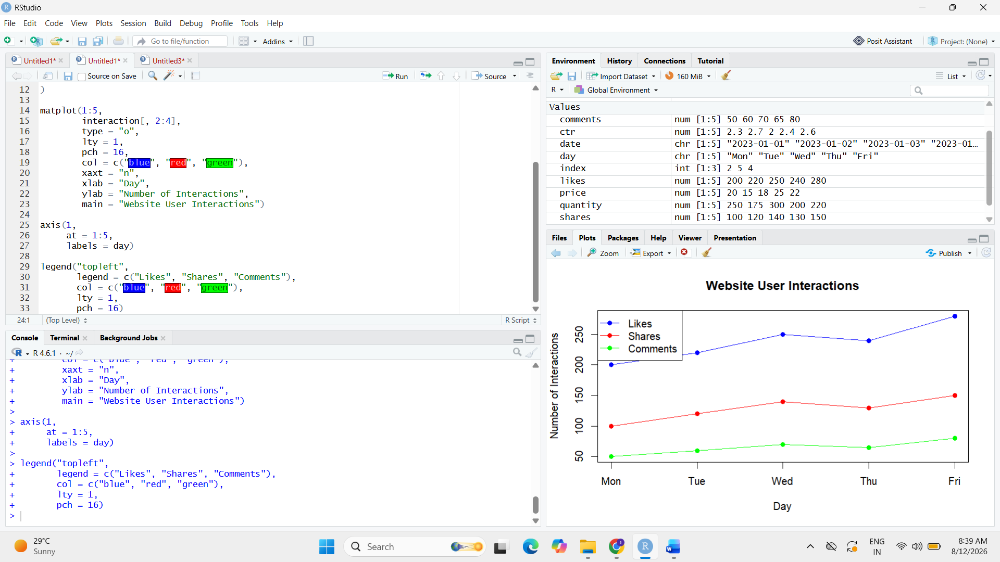 RStudio
File Edit Code View Plots Session Build Debug Profile Tools Help
Go to file/function Addins Posit Assistant Project: (None)
Untitled1* Untitled1* Untitled3*
Source on Save Run Source
12 )
13
14 matplot(1:5,
15 interaction[, 2:4],
16 type = "o",
17 lty = 1,
18 pch = 16,
19 col = c("blue", "red", "green"),
20 xaxt = "n",
21 xlab = "Day",
22 ylab = "Number of Interactions",
23 main = "Website User Interactions")
24
25 axis(1,
26 at = 1:5,
27 labels = day)
28
29 legend("topleft",
30 legend = c("Likes", "Shares", "Comments"),
31 col = c("blue", "red", "green"),
32 lty = 1,
33 pch = 16)
24:1 (Top Level) R Script
Console Terminal Background Jobs
R 4.6.1 · ~/
+ col = c("blue", "red", "green"),
+ xaxt = "n",
+ xlab = "Day",
+ ylab = "Number of Interactions",
+ main = "Website User Interactions")
>
> axis(1,
+ at = 1:5,
+ labels = day)
>
> legend("topleft",
+ legend = c("Likes", "Shares", "Comments"),
+ col = c("blue", "red", "green"),
+ lty = 1,
+ pch = 16)
>
Environment History Connections Tutorial
Import Dataset 160 MiB List
R Global Environment
Values
comments num [1:5] 50 60 70 65 80
ctr num [1:5] 2.3 2.7 2 2.4 2.6
date chr [1:5] "2023-01-01" "2023-01-02" "2023-01-03" "2023-01...
day chr [1:5] "Mon" "Tue" "Wed" "Thu" "Fri"
index int [1:3] 2 5 4
likes num [1:5] 200 220 250 240 280
price num [1:5] 20 15 18 25 22
quantity num [1:5] 250 175 300 200 220
shares num [1:5] 100 120 140 130 150
Files Plots Packages Help Viewer Presentation
Zoom Export Publish
Website User Interactions
Likes
Shares
Comments
Number of Interactions
250
200
150
100
50
Mon Tue Wed Thu Fri
Day
29°C
Sunny
Search
ENG
IN
8:39 AM
8/12/2026